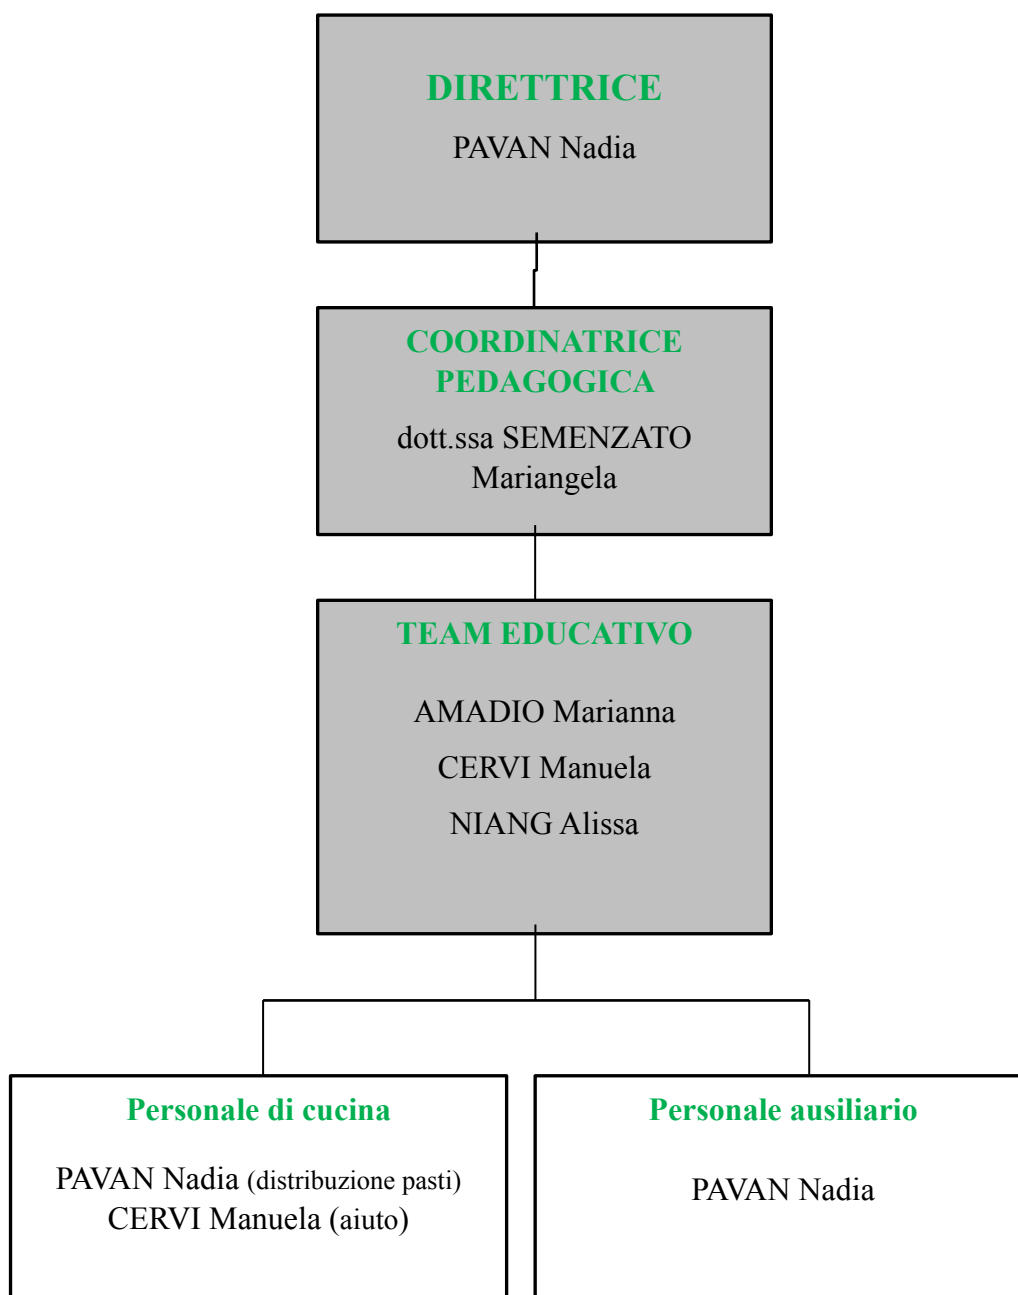 DIRETTRICE
PAVAN Nadia
COORDINATRICE
PEDAGOGICA
dott.ssa SEMENZATO
Mariangela
TEAM EDUCATIVO
AMADIO Marianna
CERVI Manuela
NIANG Alissa
Personale di cucina
PAVAN Nadia (distribuzione pasti)
CERVI Manuela (aiuto)
Personale ausiliario
PAVAN Nadia